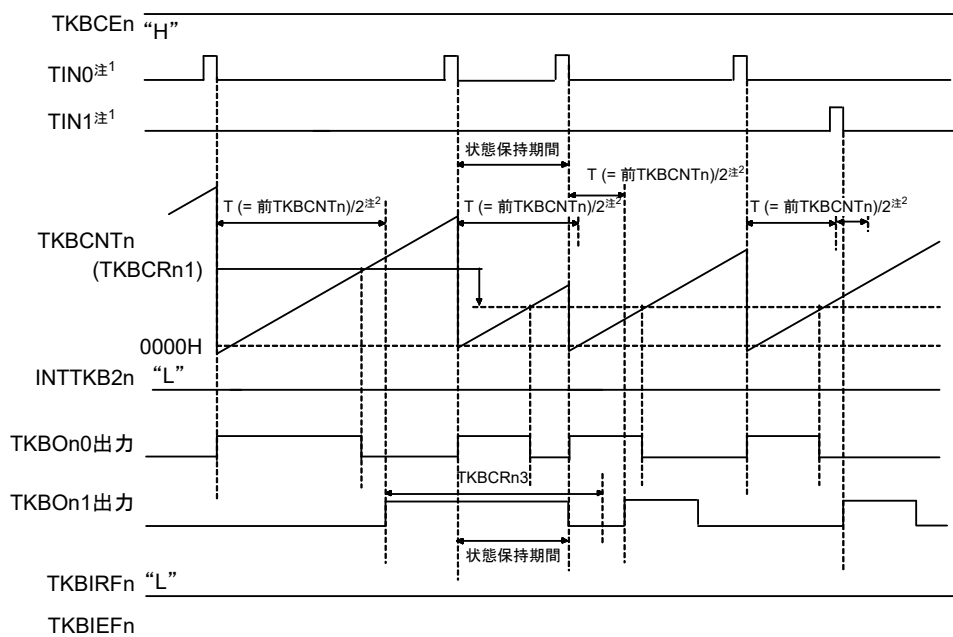 TKBCEn "H"
TIN0注1
TIN1注1
状態保持期間
T (= 前TKBCNTn)/2注2
T (= 前TKBCNTn)/2注2 T (= 前TKBCNTn)/2注2 T (= 前TKBCNTn)/2注2
TKBCNTn
(TKBCRn1)
0000H
INTTKB2n "L"
TKBOn0出力
TKBCRn3
TKBOn1出力
状態保持期間
TKBIRFn "L"
TKBIEFn